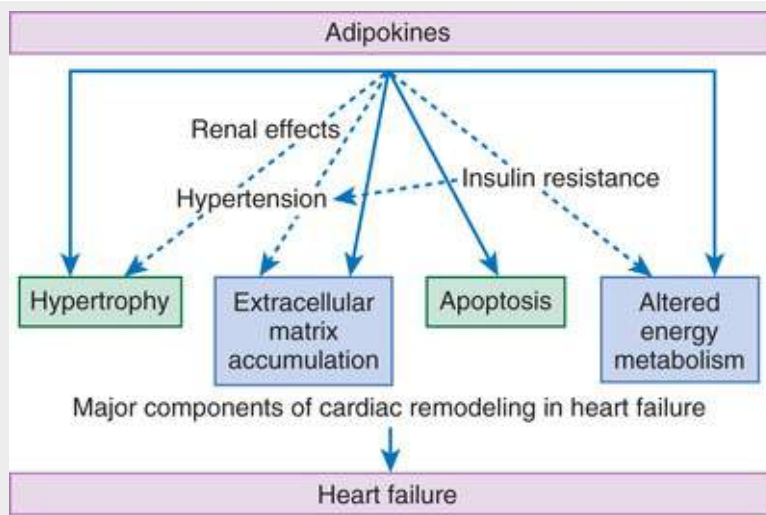 Adipokines
Renal effects
Insulin resistance
Hypertension
Hypertrophy
Extracellular
matrix
accumulation
Apoptosis
Altered
energy
metabolism
Major components of cardiac remodeling in heart failure
Heart failure